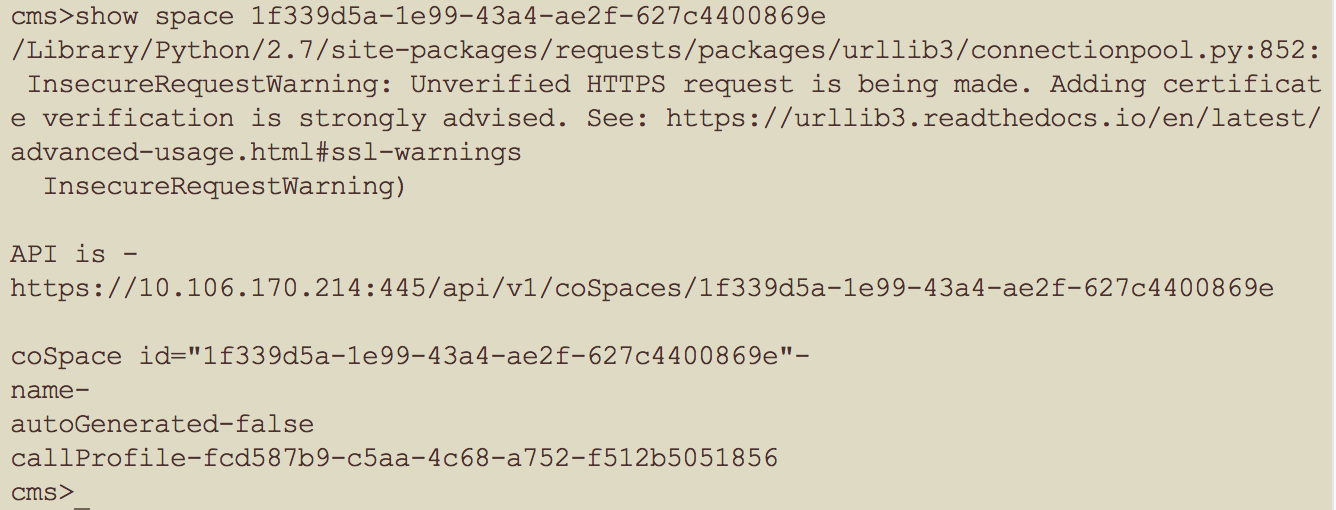 cms>show space 1f339d5a-1e99-43a4-ae2f-627c4400869e
/Library/Python/2.7/site-packages/requests/packages/urllib3/connectionpool.py:852:
 InsecureRequestWarning: Unverified HTTPS request is being made. Adding certificat
e verification is strongly advised. See: https://urllib3.readthedocs.io/en/latest/
advanced-usage.html#ssl-warnings
  InsecureRequestWarning)

API is -
https://10.106.170.214:445/api/v1/coSpaces/1f339d5a-1e99-43a4-ae2f-627c4400869e

coSpace id="1f339d5a-1e99-43a4-ae2f-627c4400869e"-
name-
autoGenerated-false
callProfile-fcd587b9-c5aa-4c68-a752-f512b5051856
cms>